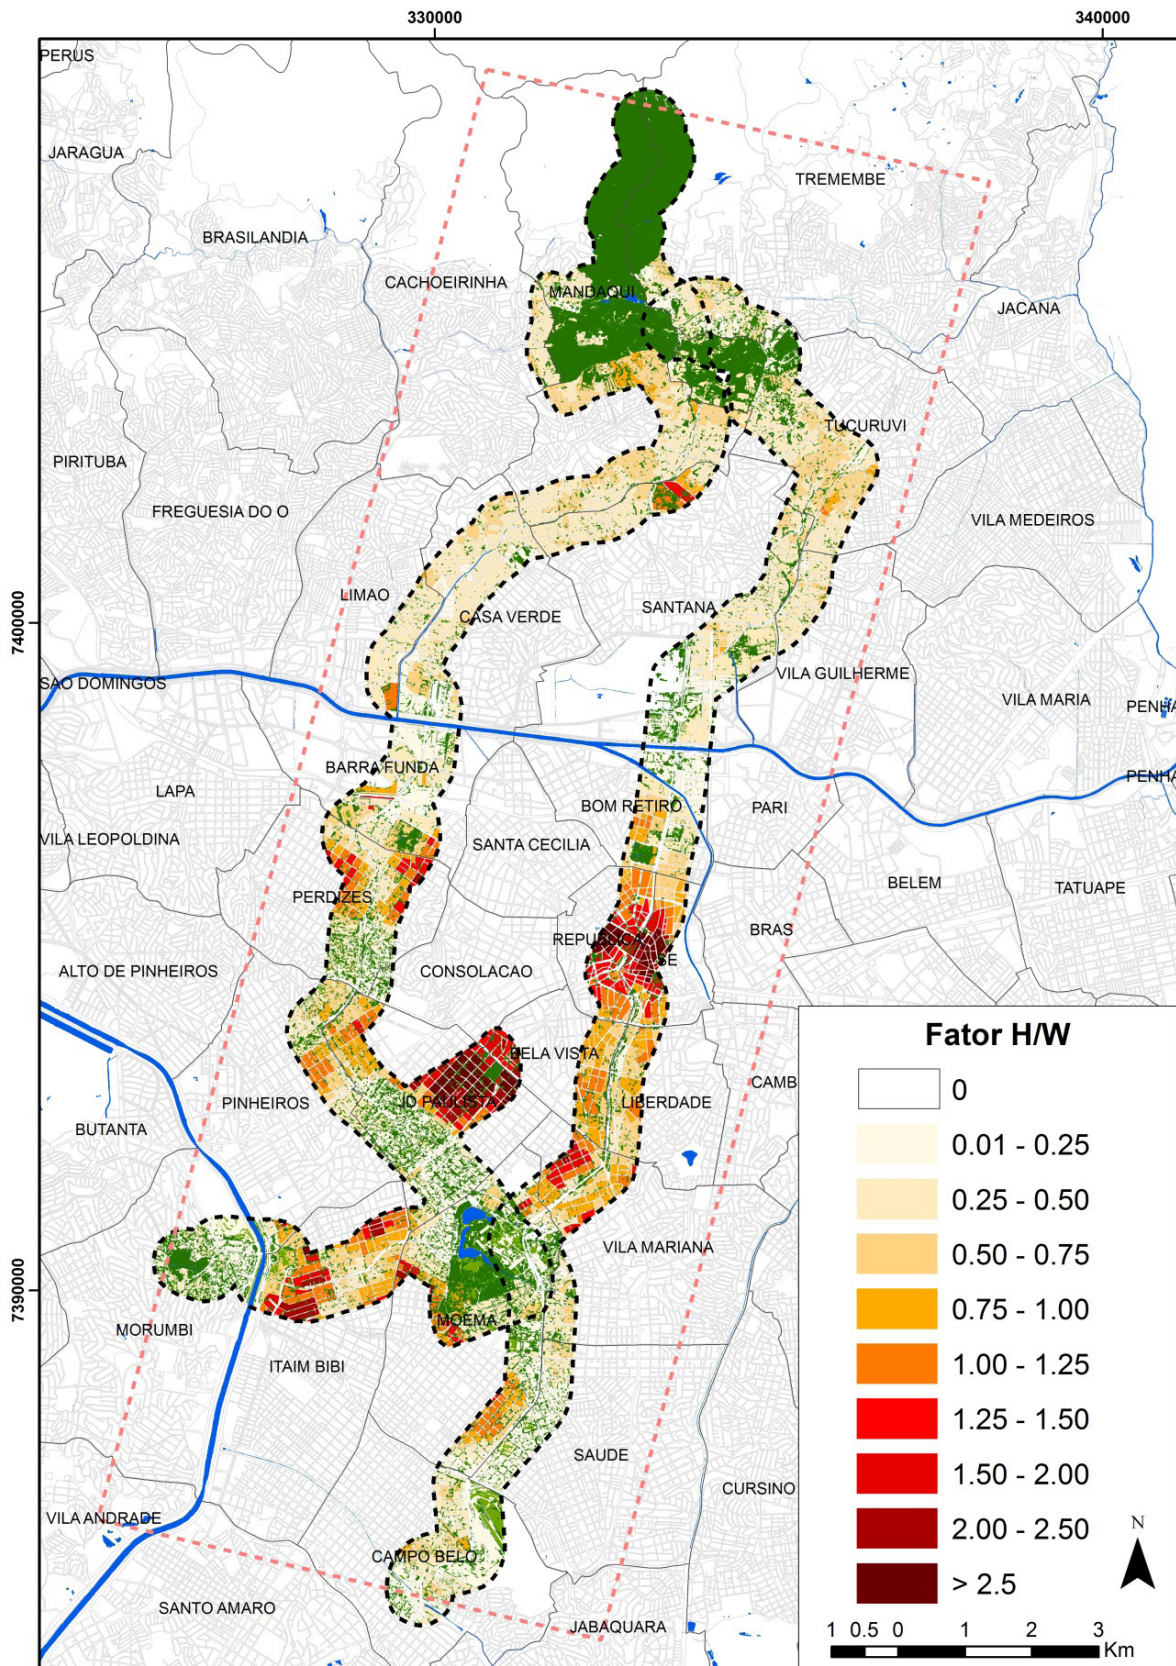 330000
340000
PERUS
JARAGUA
TREMEMBE
BRASILANDIA
CACHOEIRINHA
MANDAQUI
JACANA
TUCURUVI
PIRITUBA
FREGUESIA DO O
VILA MEDEIROS
LIMAO
CASA VERDE
SANTANA
7400000
SAO DOMINGOS
VILA GUILHERME
VILA MARIA
PENHA
BARRA FUNDA
PENHA
LAPA
BOM RETIRO
PARI
VILA LEOPOLDINA
SANTA CECILIA
BELEM
TATUAPE
PERDIZES
REPUBLICA
BRAS
SE
ALTO DE PINHEIROS
CONSOLACAO
BELA VISTA
CAMB
PINHEIROS
JD PAULISTA
LIBERDADE
BUTANTA
VILA MARIANA
7390000
MORUMBI
MOEMA
ITAIM BIBI
SAUDE
CURSINO
VILA ANDRADE
CAMPO BELO
SANTO AMARO
JABAQUARA
Fator H/W
0
0.01 - 0.25
0.25 - 0.50
0.50 - 0.75
0.75 - 1.00
1.00 - 1.25
1.25 - 1.50
1.50 - 2.00
2.00 - 2.50
> 2.5
N
1 0.5 0 1 2 3
Km